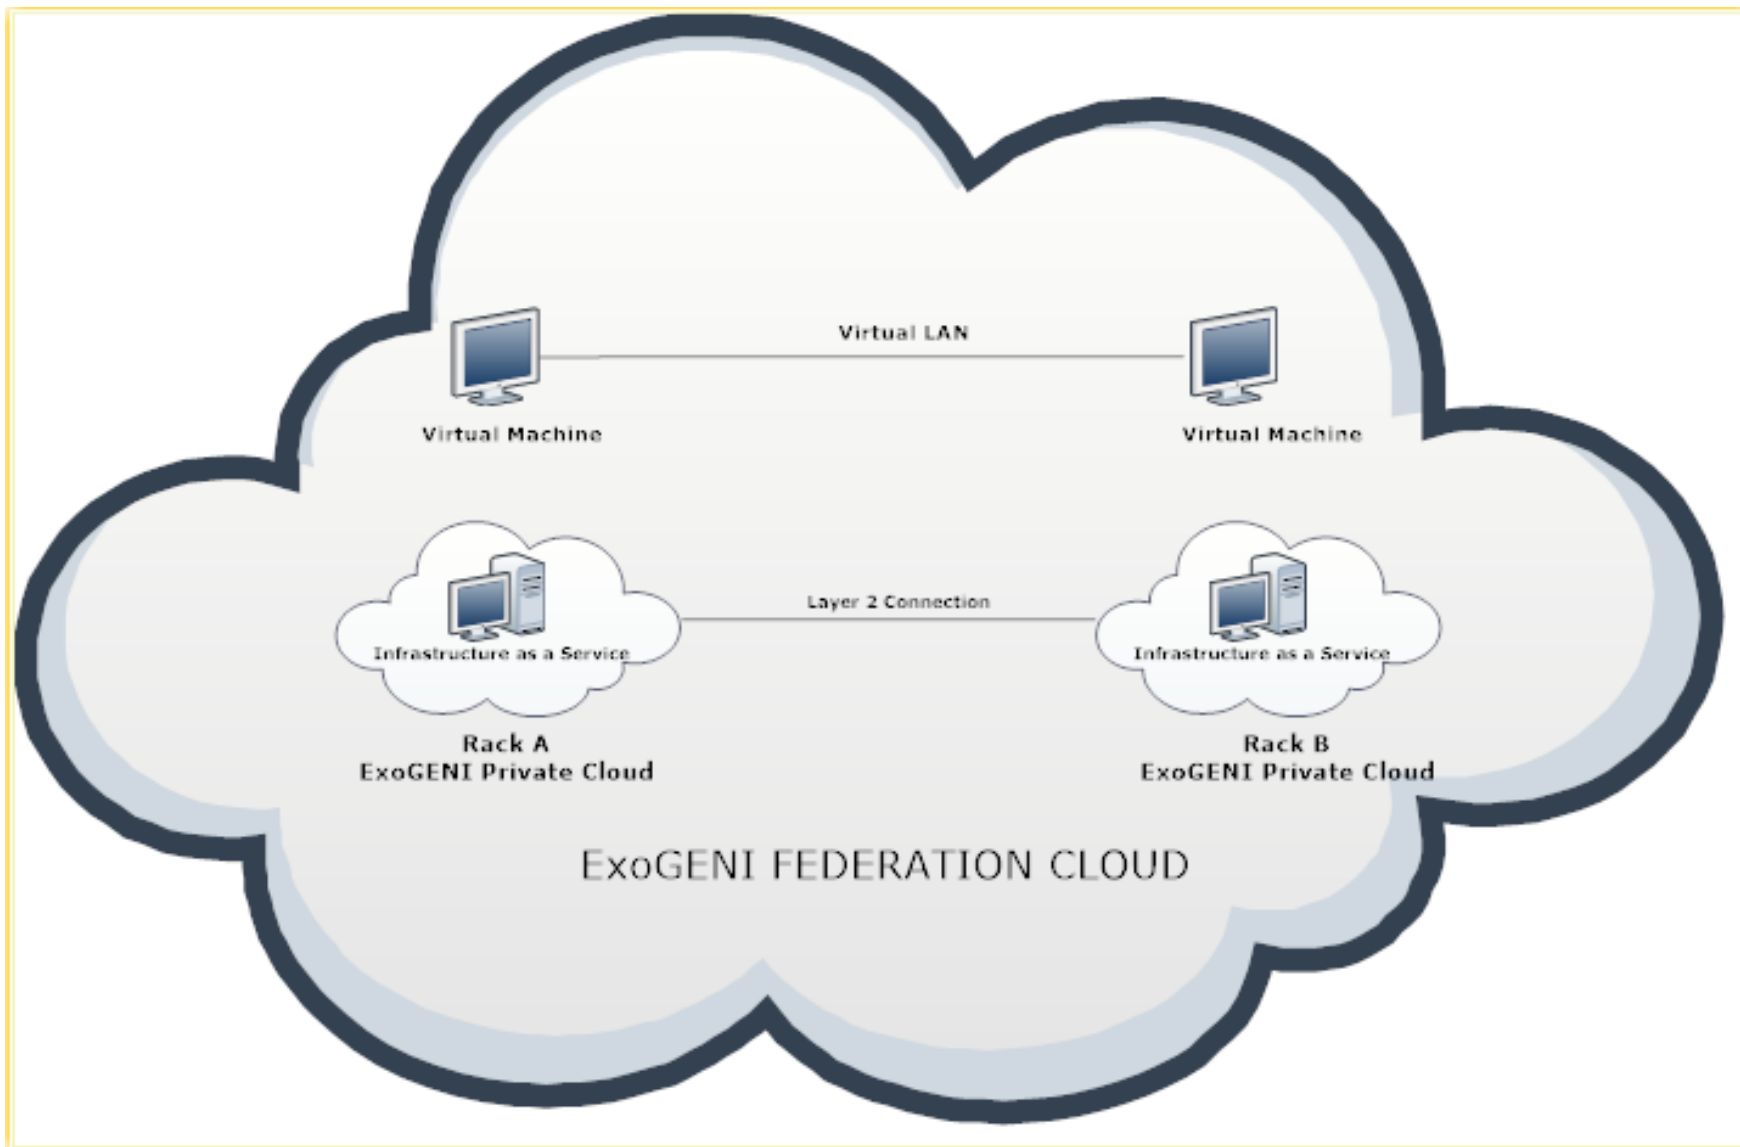 Virtual LAN
Virtual Machine
Virtual Machine
Layer 2 Connection
Infrastructure as a Service
Infrastructure as a Service
Rack A
ExoGENI Private Cloud
Rack B
ExoGENI Private Cloud
ExoGENI FEDERATION CLOUD